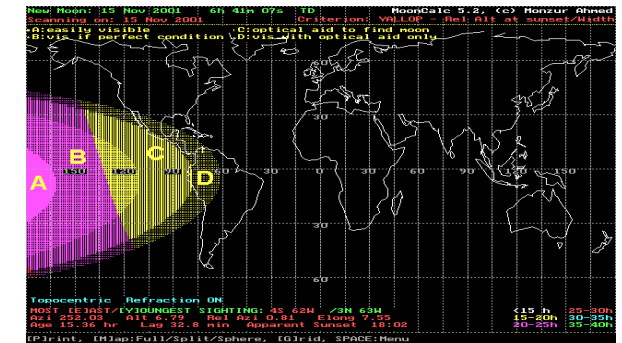 New Moon: 15 Nov 2001 6h 41m 07s TD MoonCalc 5.2, (c) Monzur Ahmed
Scanning on: 15 Nov 2001 Criterion: YALLOP - Rel Alt at sunset/Width
A:easily visible C:optical aid to find moon
B:vis if perfect condition D:vis with optical aid only
60
30
B C
A 150 120 90 D 60 30 0 30 60 90 120 150
30
60
Topocentric Refraction ON
MOST [E]AST/[Y]OUNGEST SIGHTING: 4S 62W /3N 63W <15 h 25-30h
Azi 252.03 Alt 6.79 Rel Azi 0.81 Elong 7.55 15-20h 30-35h
Age 15.36 hr Lag 32.8 min Apparent Sunset 18:02 20-25h 35-40h
[P]rint, [M]ap:Full/Split/Sphere, [G]rid, SPACE:Menu